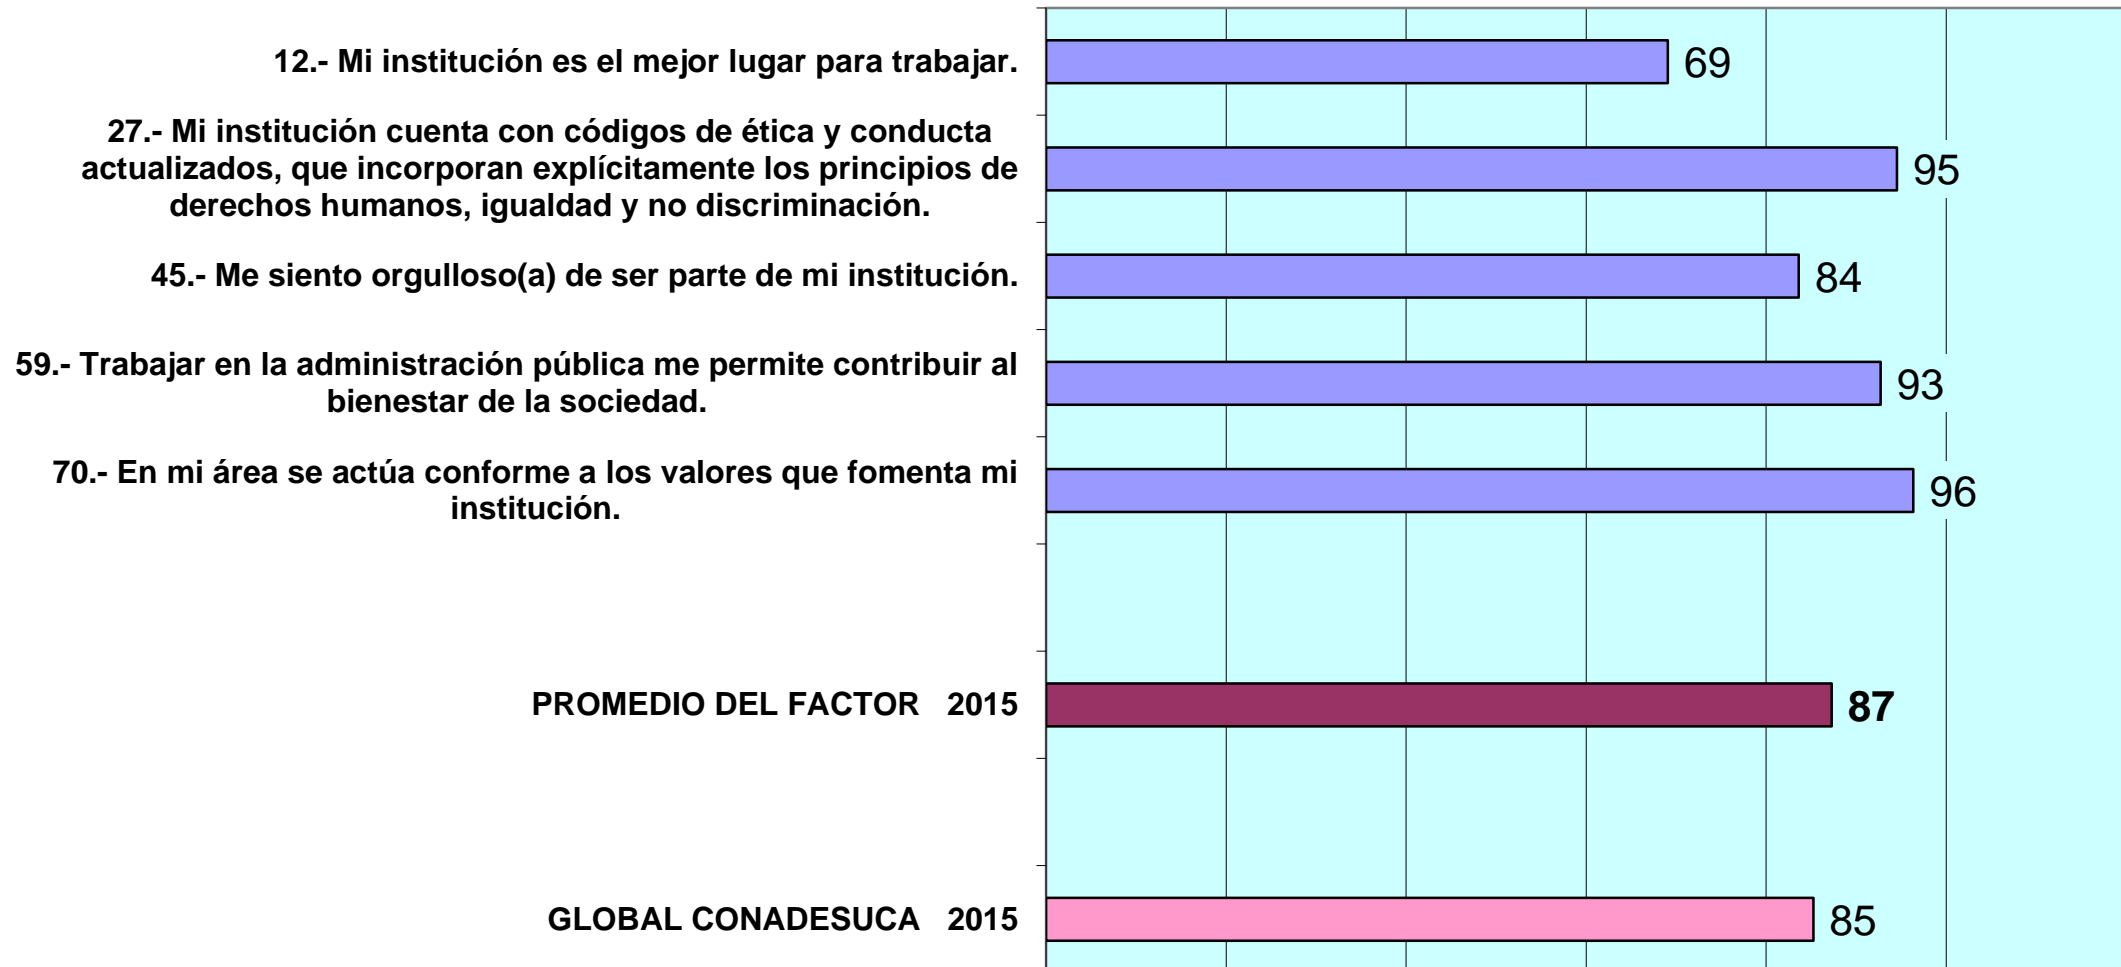 12.- Mi institución es el mejor lugar para trabajar.
69
27.- Mi institución cuenta con códigos de ética y conducta
actualizados, que incorporan explícitamente los principios de
derechos humanos, igualdad y no discriminación.
95
45.- Me siento orgulloso(a) de ser parte de mi institución.
84
59.- Trabajar en la administración pública me permite contribuir al
bienestar de la sociedad.
93
70.- En mi área se actúa conforme a los valores que fomenta mi
institución.
96
PROMEDIO DEL FACTOR 2015
87
GLOBAL CONADESUCA 2015
85